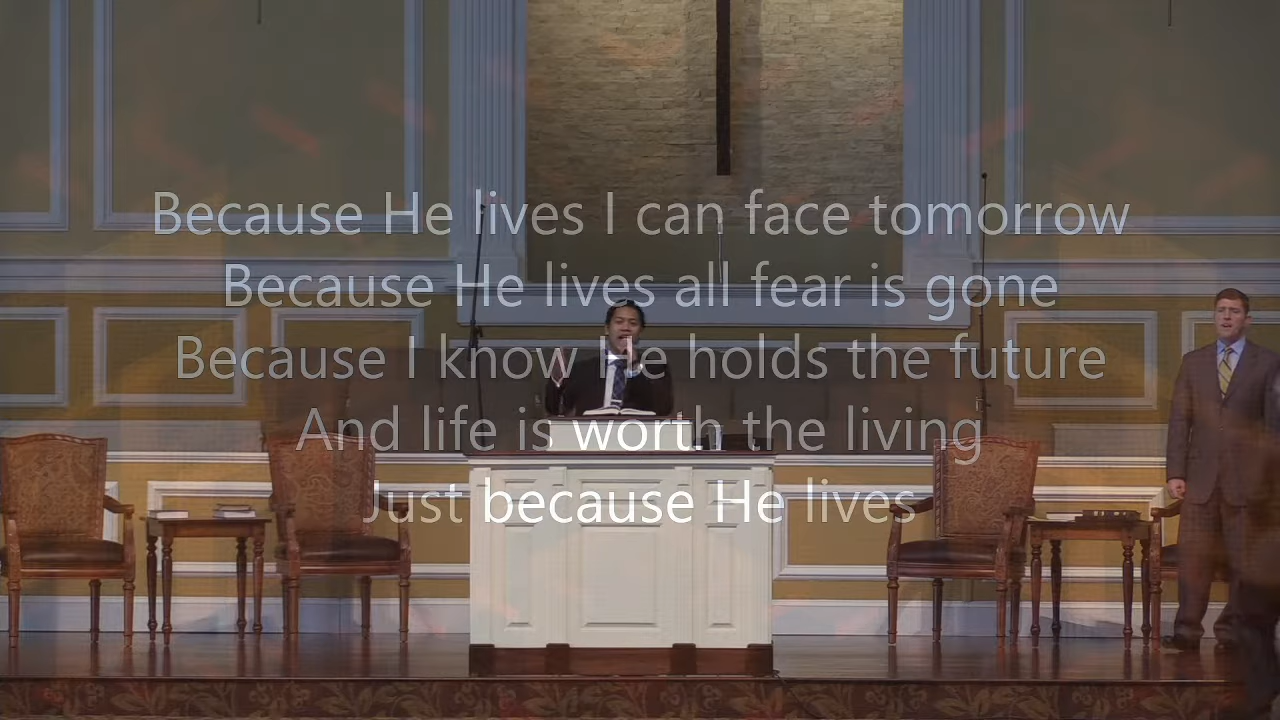 Because He lives I can face tomorrow
Because He lives all fear is gone
Because I know He holds the future
And life is worth the living
Just because He lives